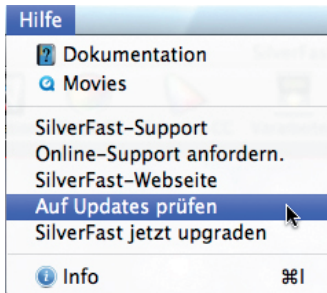 Hilfe
Dokumentation
Movies
SilverFast-Support
Online-Support anfordern.
SilverFast-Webseite
Auf Updates prüfen
SilverFast jetzt upgraden
Info ⌘I